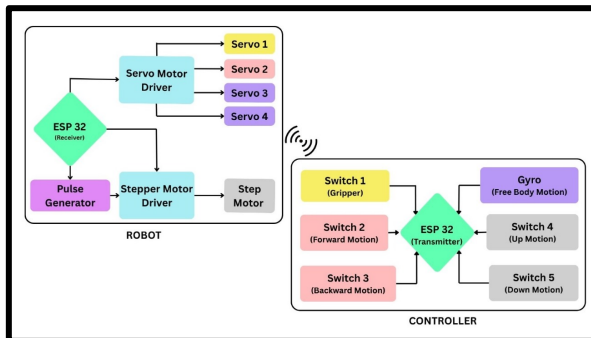 Servo 1
Servo 2
Servo Motor
Driver
Servo 3
Servo 4
ESP 32
(Receiver)
Pulse
Generator
Stepper Motor
Driver
Step
Motor
ROBOT
Switch 1
(Gripper)
Gyro
(Free Body Motion)
Switch 2
(Forward Motion)
ESP 32
(Transmitter)
Switch 4
(Up Motion)
Switch 3
(Backward Motion)
Switch 5
(Down Motion)
CONTROLLER